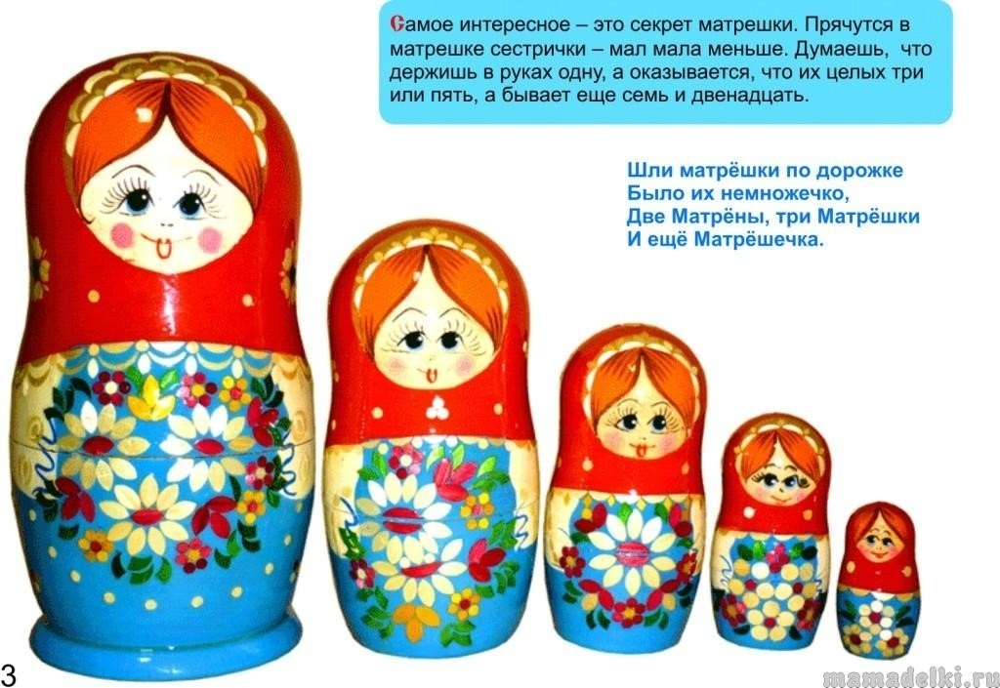 Самое интересное – это секрет матрешки. Прячутся в
матрешке сестрички – мал мала меньше. Думаешь, что
держишь в руках одну, а оказывается, что их целых три
или пять, а бывает еще семь и двенадцать.
Шли матрёшки по дорожке
Было их немножечко,
Две Матрёны, три Матрёшки
И ещё Матрёшечка.
3
mamadelki.ru